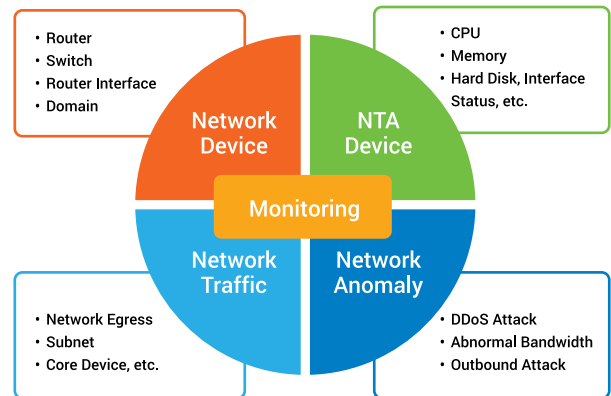 • Router
• Switch
• Router Interface
• Domain
• CPU
• Memory
• Hard Disk, Interface
Status, etc.
Network
Device
NTA
Device
Monitoring
Network
Traffic
Network
Anomaly
• Network Egress
• Subnet
• Core Device, etc.
• DDoS Attack
• Abnormal Bandwidth
• Outbound Attack